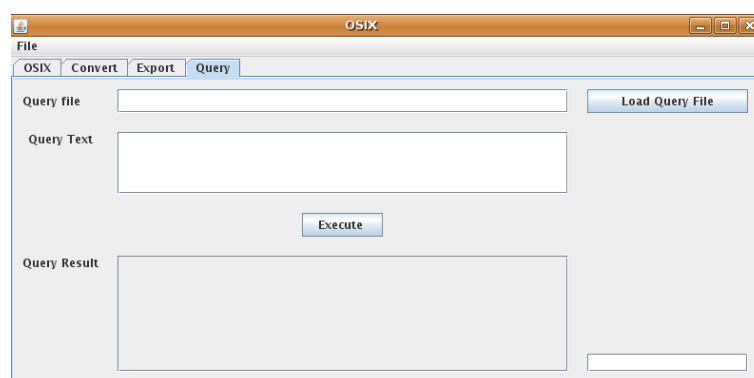 OSIX
File
OSIX Convert Export Query
Query file Load Query File
Query Text
Execute
Query Result